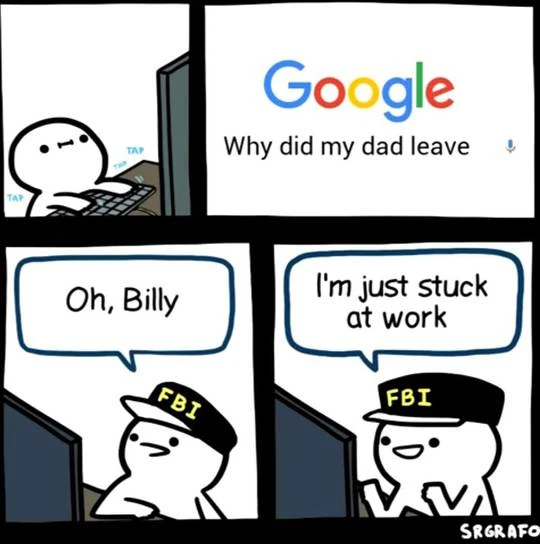 TAP
TAP
TAP
Google
Why did my dad leave
Oh, Billy
FBI
I'm just stuck
at work
FBI
SRGRAFO